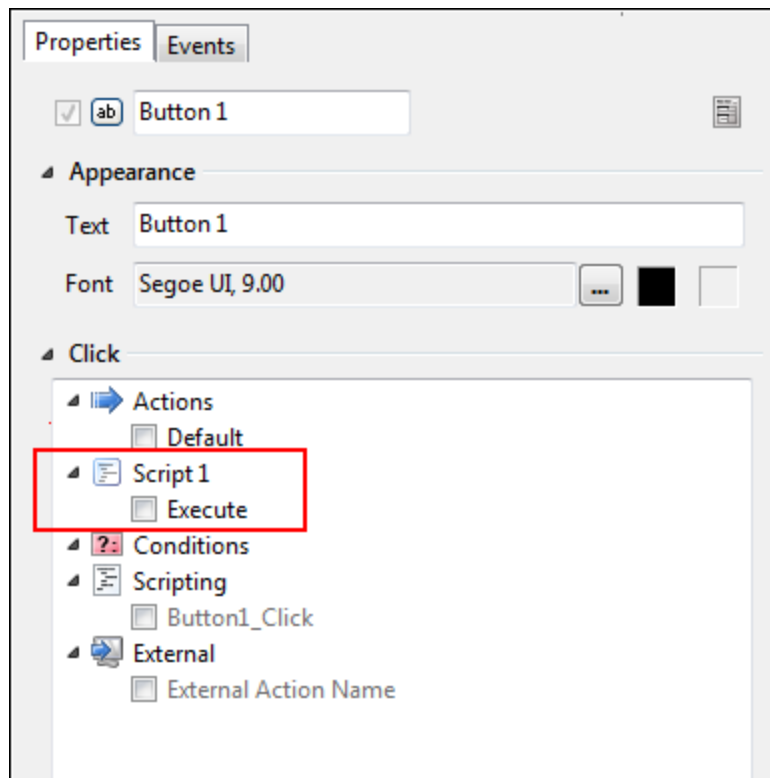 Properties Events
ab Button 1
Appearance
Text Button 1
Font Segoe UI, 9.00 ...
Click
Actions
Default
Script 1
Execute
?: Conditions
Scripting
Button1_Click
External
External Action Name